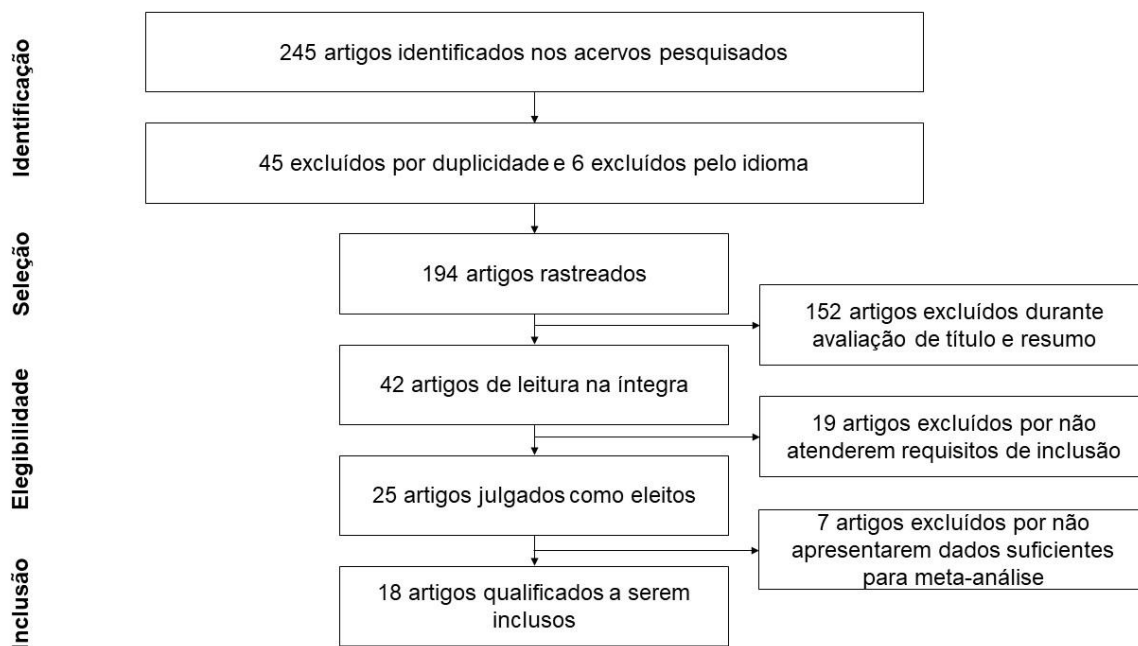 Identificação
245 artigos identificados nos acervos pesquisados
45 excluídos por duplicidade e 6 excluídos pelo idioma
Seleção
194 artigos rastreados
152 artigos excluídos durante
avaliação de título e resumo
Elegibilidade
42 artigos de leitura na íntegra
19 artigos excluídos por não
atenderem requisitos de inclusão
25 artigos julgados como eleitos
7 artigos excluídos por não
apresentarem dados suficientes
para meta-análise
Inclusão
18 artigos qualificados a serem
inclusos